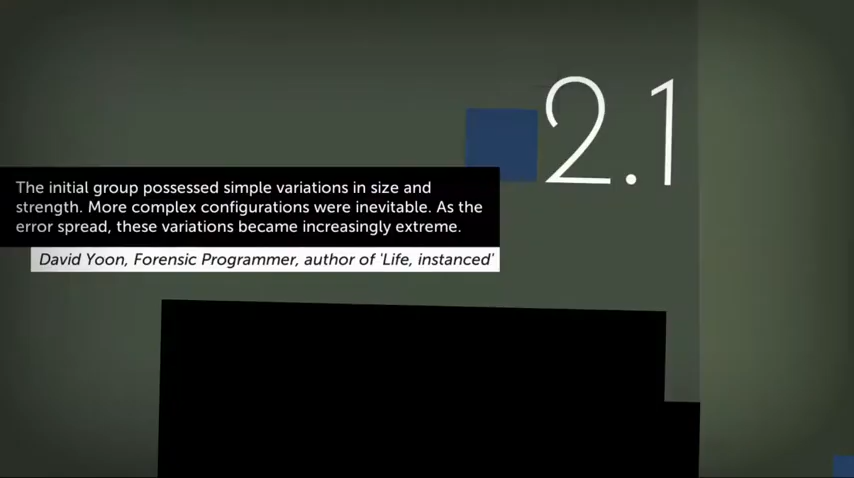 2.1
The initial group possessed simple variations in size and
strength. More complex configurations were inevitable. As the
error spread, these variations became increasingly extreme.
David Yoon, Forensic Programmer, author of 'Life, instanced'